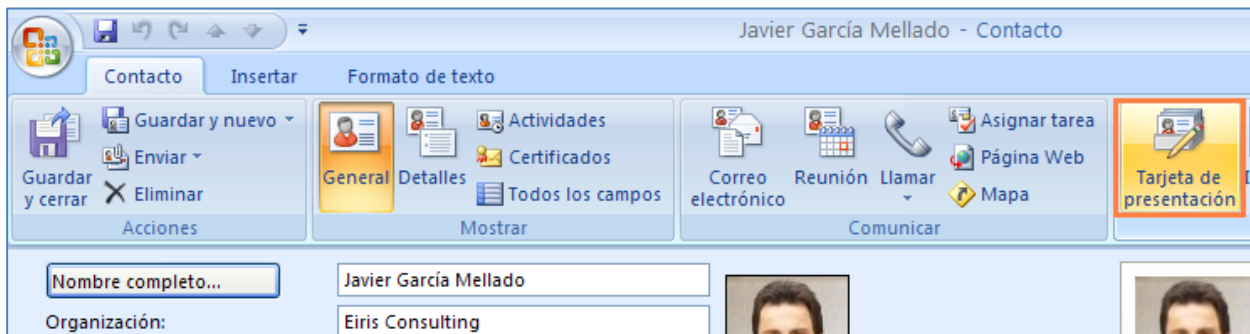 Javier García Mellado - Contacto
Contacto Insertar Formato de texto
Guardar y cerrar
Guardar y nuevo
Enviar
Eliminar
Acciones
General
Detalles
Actividades
Certificados
Todos los campos
Mostrar
Correo electrónico
Reunión
Llamar
Asignar tarea
Página Web
Mapa
Comunicar
Tarjeta de presentación
Nombre completo... Javier García Mellado
Organización: Eiris Consulting